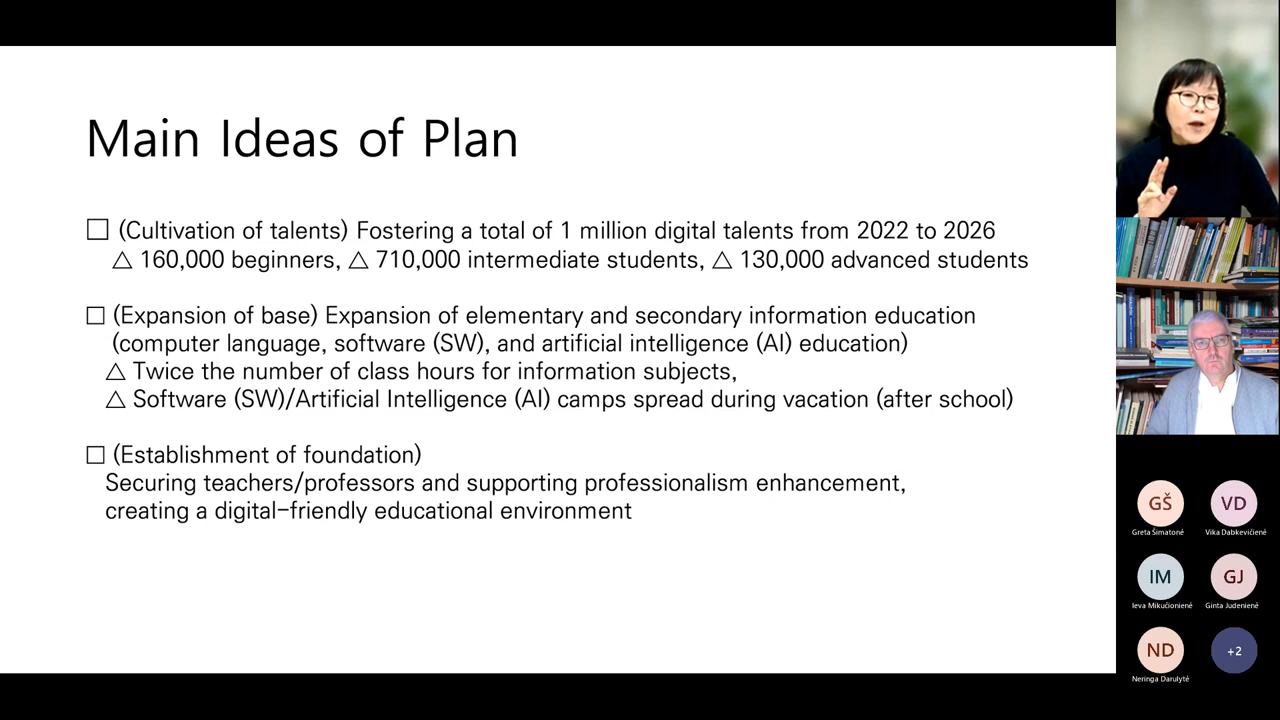 Main Ideas of Plan
□ (Cultivation of talents) Fostering a total of 1 million digital talents from 2022 to 2026
△ 160,000 beginners, △ 710,000 intermediate students, △ 130,000 advanced students
□ (Expansion of base) Expansion of elementary and secondary information education
(computer language, software (SW), and artificial intelligence (AI) education)
△ Twice the number of class hours for information subjects,
△ Software (SW)/Artificial Intelligence (AI) camps spread during vacation (after school)
□ (Establishment of foundation)
Securing teachers/professors and supporting professionalism enhancement,
creating a digital-friendly educational environment
GŠ
VD
Greta Šimatonė
Vika Dabkevičienė
IM
GJ
Ieva Mikučionienė
Ginta Judenienė
ND
+2
Neringa Darulytė